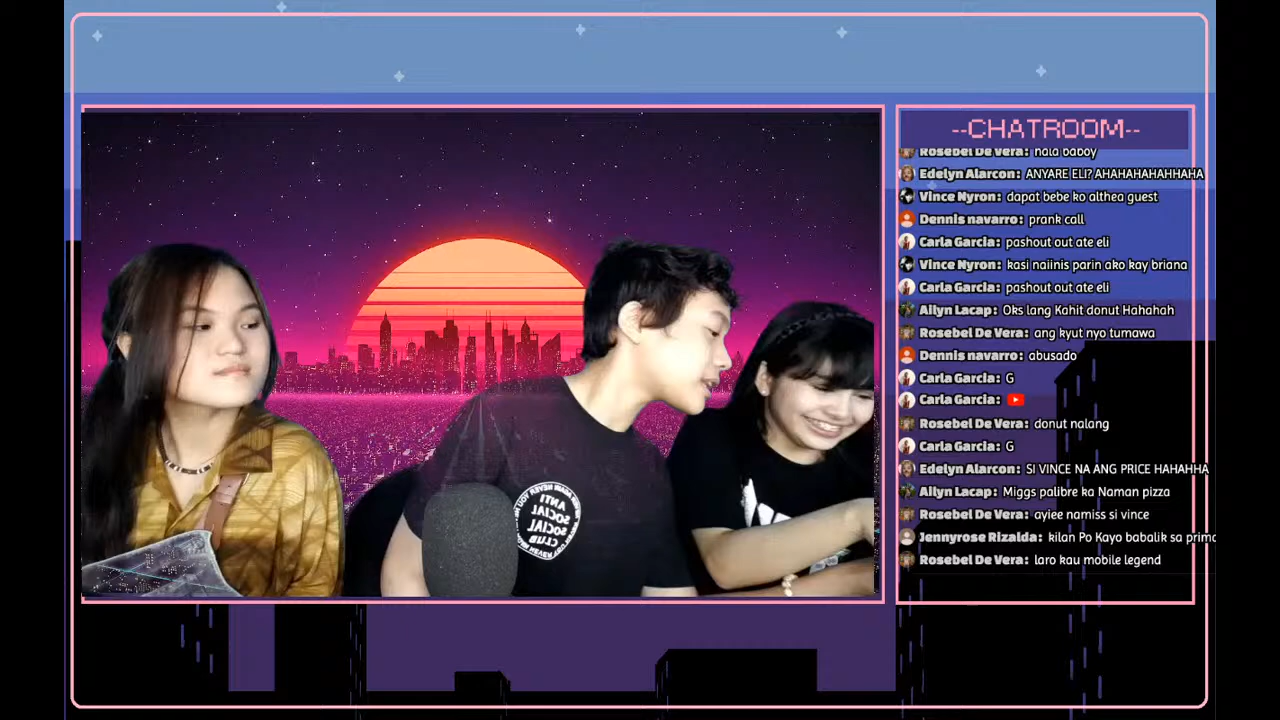 --CHATROOM--
Rosebel De Vera: hala baboy
Edelyn Alarcon: ANYARE ELI? AHAHAHAHAHHAHA
Vince Nyron: dapat bebe ko althea guest
Dennis navarro: prank call
Carla Garcia: pashout out ate eli
Vince Nyron: kasi naiinis parin ako kay briana
Carla Garcia: pashout out ate eli
Allyn Lacap: Oks lang Kahit donut Hahahah
Rosebel De Vera: ang kyut nyo tumawa
Dennis navarro: abusado
Carla Garcia: G
Carla Garcia:
Rosebel De Vera: donut nalang
Carla Garcia: G
Edelyn Alarcon: SI VINCE NA ANG PRICE HAHAHHA
Allyn Lacap: Miggs palibre ka Naman pizza
Rosebel De Vera: ayiee namiss si vince
Jennyrose Rizalda: kilan Po Kayo babalik sa prim
Rosebel De Vera: laro kau mobile legend
ANTI
SOCIAL
SOCIAL
CLUB